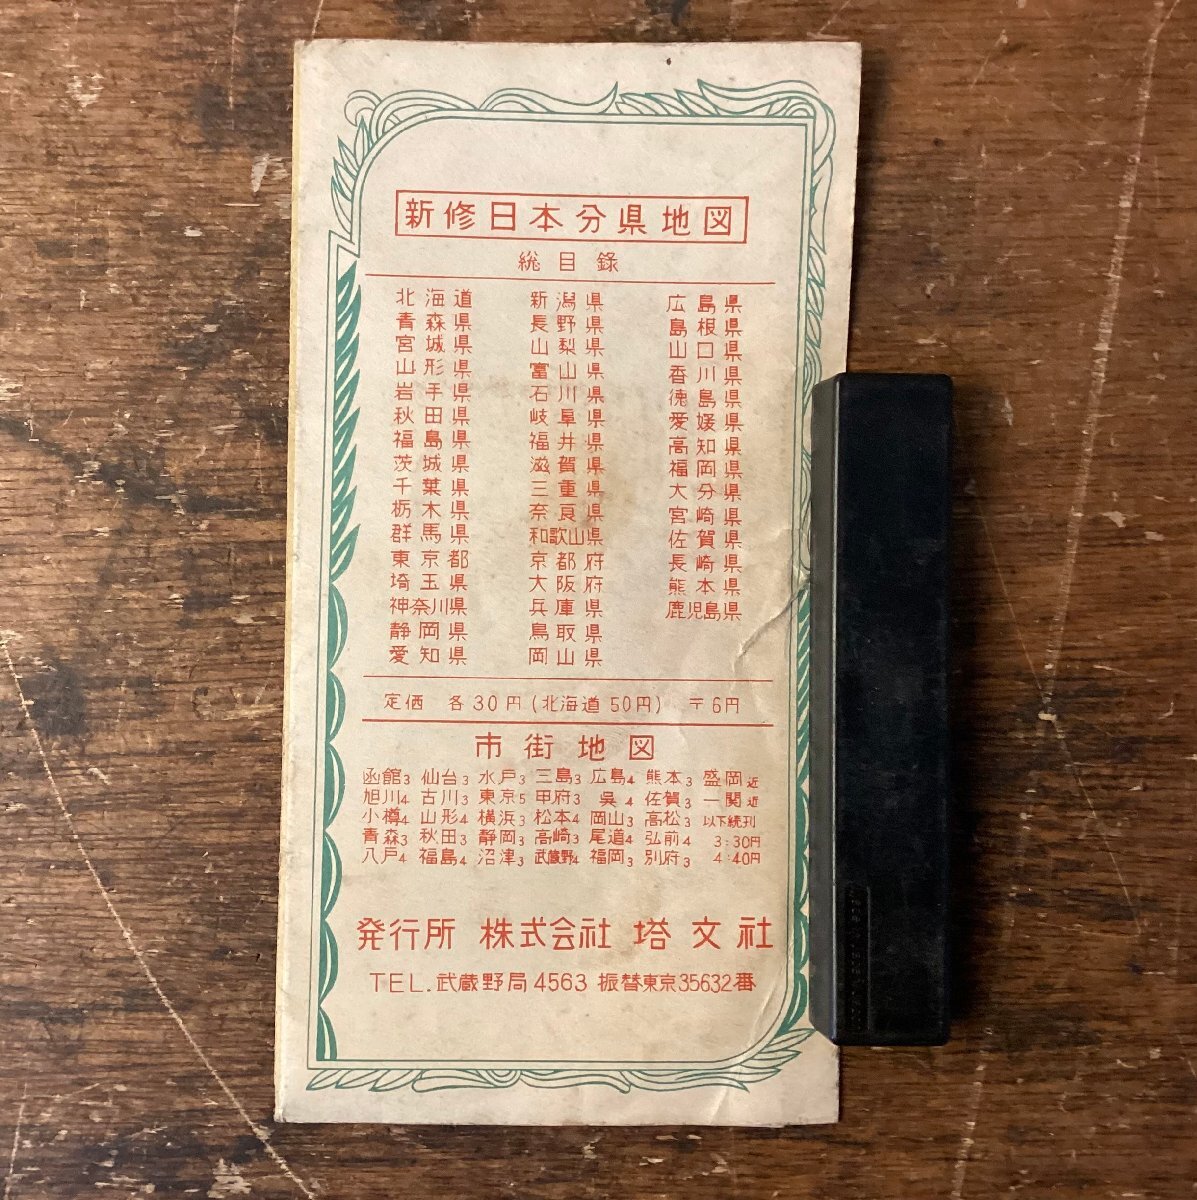 新修日本分県地図
総目錄
北海道
青森県
宮城県
山形県
岩手県
秋田県
福島県
茨城県
千葉県
栃木県
群馬県
東京都
埼玉県
神奈川県
静岡県
愛知県
新潟県
長野県
山梨県
富山県
石川県
岐阜県
福井県
滋賀県
三重県
奈良県
和歌山県
京都府
大阪府
兵庫県
鳥取県
岡山県
広島県
島根県
山口県
香川県
徳島県
愛媛県
高知県
福岡県
大分県
宮崎県
佐賀県
長崎県
熊本県
鹿児島県
定価 各30円(北海道50円) 〒6円
市街地図
函館3 仙台3 水戸3 三島3 広島4 熊本3 盛岡近
旭川4 古川3 東京5 甲府3 呉4 佐賀3 一関近
小樽4 山形4 横浜3 松本4 岡山3 高松3 以下続刊
青森3 秋田3 静岡3 高崎3 尾道4 弘前4 3:30円
八戸4 福島4 沼津3 武蔵野4 福岡3 別府3 4:40円
発行所 株式会社 塔文社
TEL.武蔵野局4563 振替東京35632番